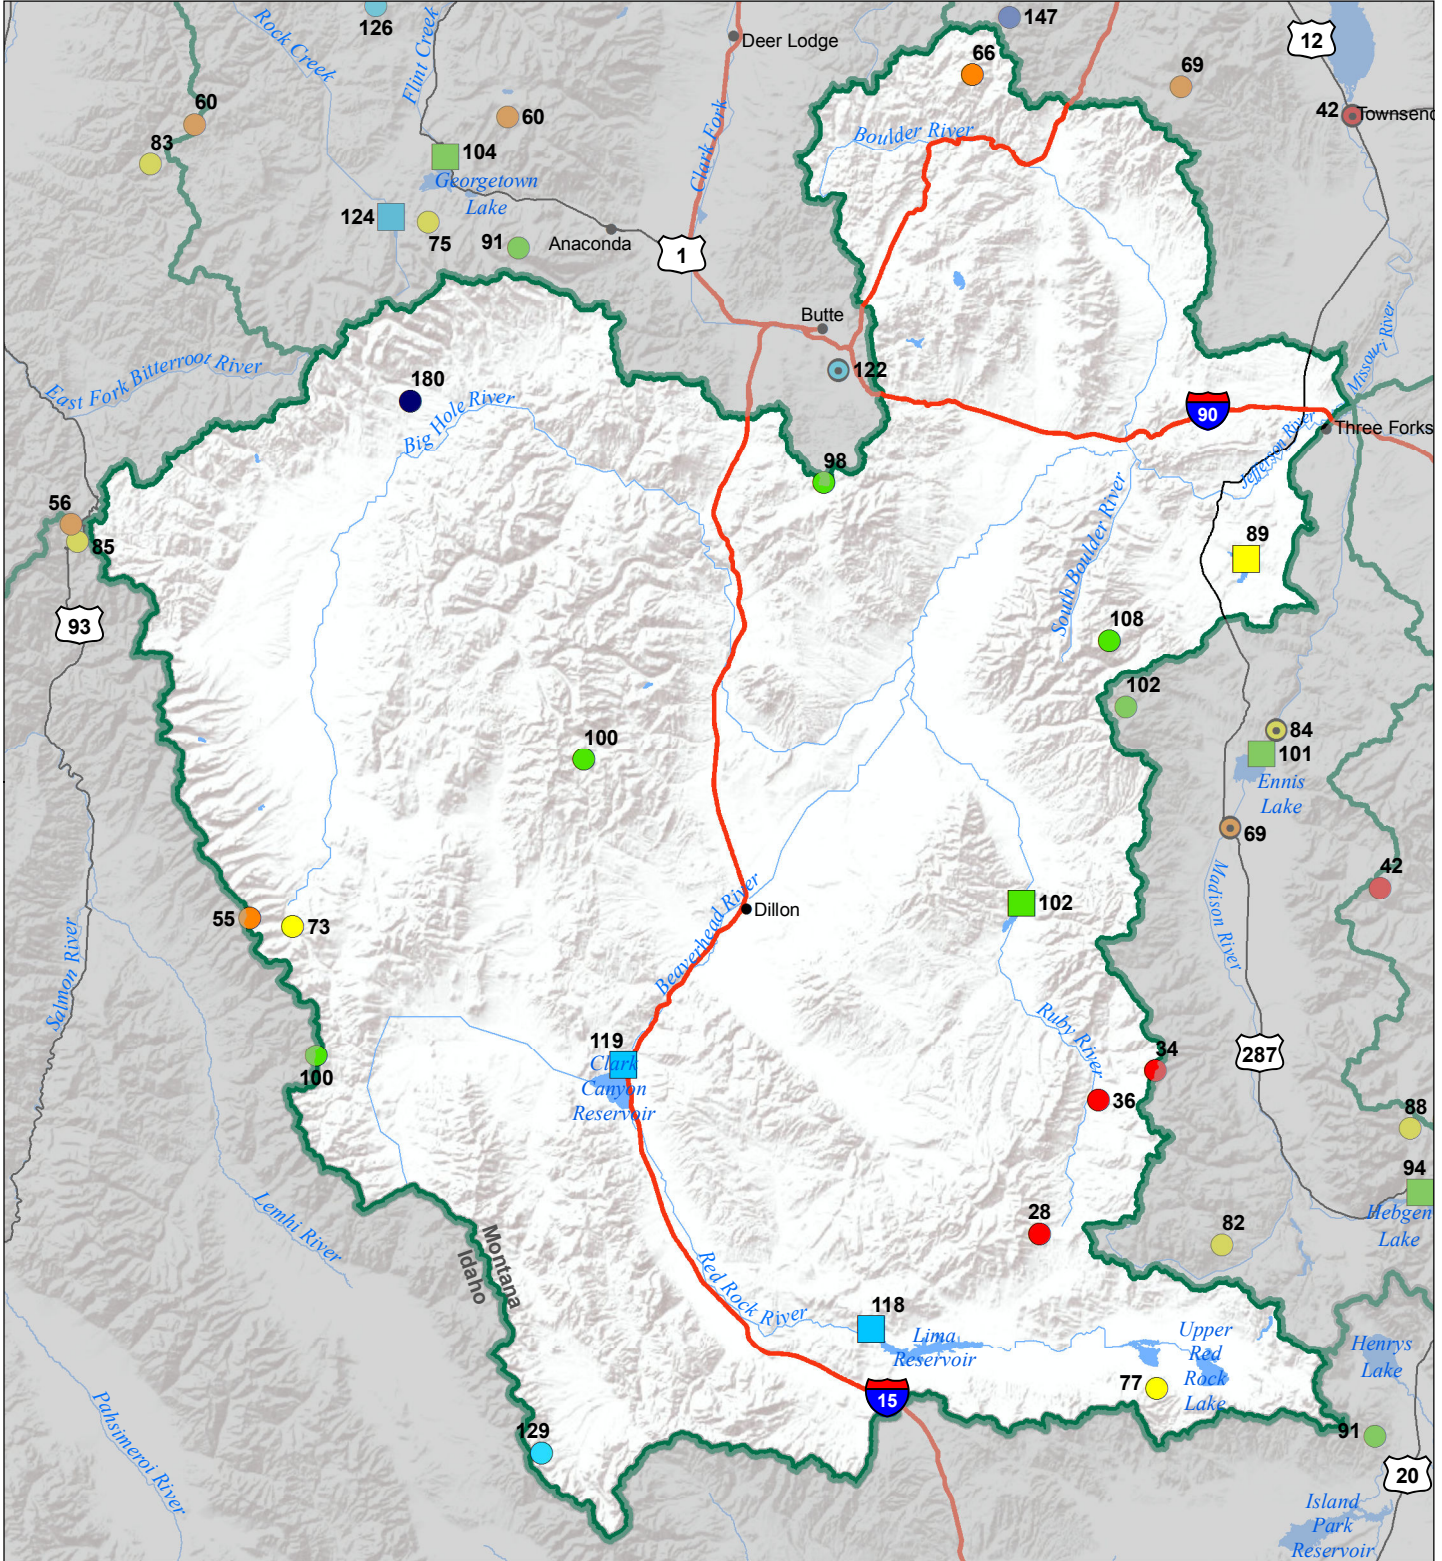 126
Rock Creek
Flint Creek
Deer Lodge
147
12
66
69
60
60
42
Townsend
Clark Fork
Boulder River
83
104
Georgetown
Lake
124
75
91
Anaconda
1
Butte
122
Missouri River
East Fork Bitterroot River
180
Big Hole River
90
Three Forks
Jefferson River
98
56
85
South Boulder River
89
93
108
102
84
101
Ennis
Lake
100
69
Madison River
42
Beaverhead River
Dillon
102
55
73
Salmon River
Ruby River
119
Clark
Canyon
Reservoir
100
34
36
287
88
94
Hebgen
Lake
Lemhi River
Montana
Idaho
28
82
Red Rock River
118
Lima
Reservoir
Upper
Red
Rock
Lake
Henrys
Lake
77
15
Pahsimeroi River
129
91
20
Island
Park
Reservoir